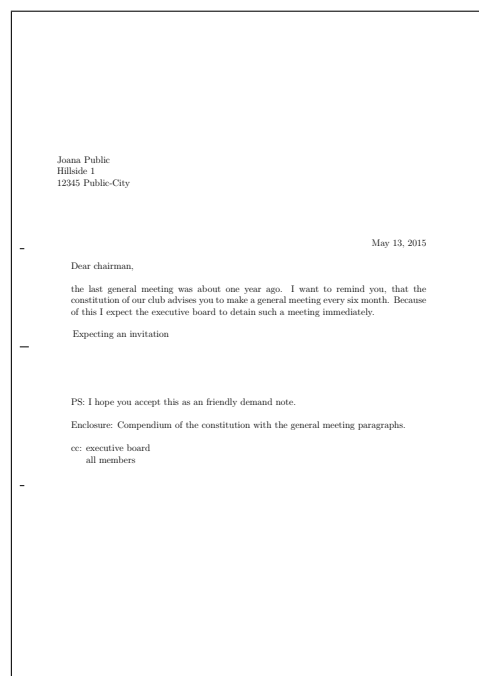 Joana Public
Hillside 1
12345 Public-City
May 13, 2015
Dear chairman,
the last general meeting was about one year ago. I want to remind you, that the
constitution of our club advises you to make a general meeting every six month. Because
of this I expect the executive board to detain such a meeting immediately.
Expecting an invitation
PS: I hope you accept this as an friendly demand note.
Enclosure: Compendium of the constitution with the general meeting paragraphs.
cc: executive board
all members